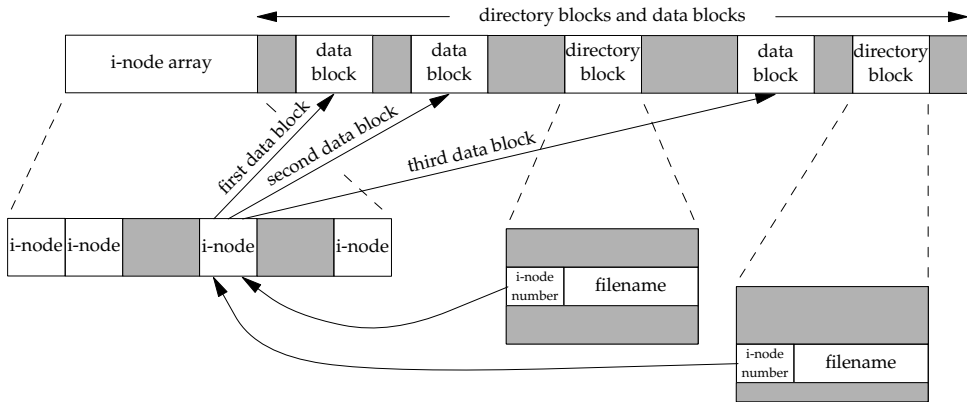 directory blocks and data blocks
i-node array
data
block
data
block
directory
block
data
block
directory
block
first data block
second data block
third data block
i-node
i-node
i-node
i-node
i-node
number
filename
i-node
number
filename